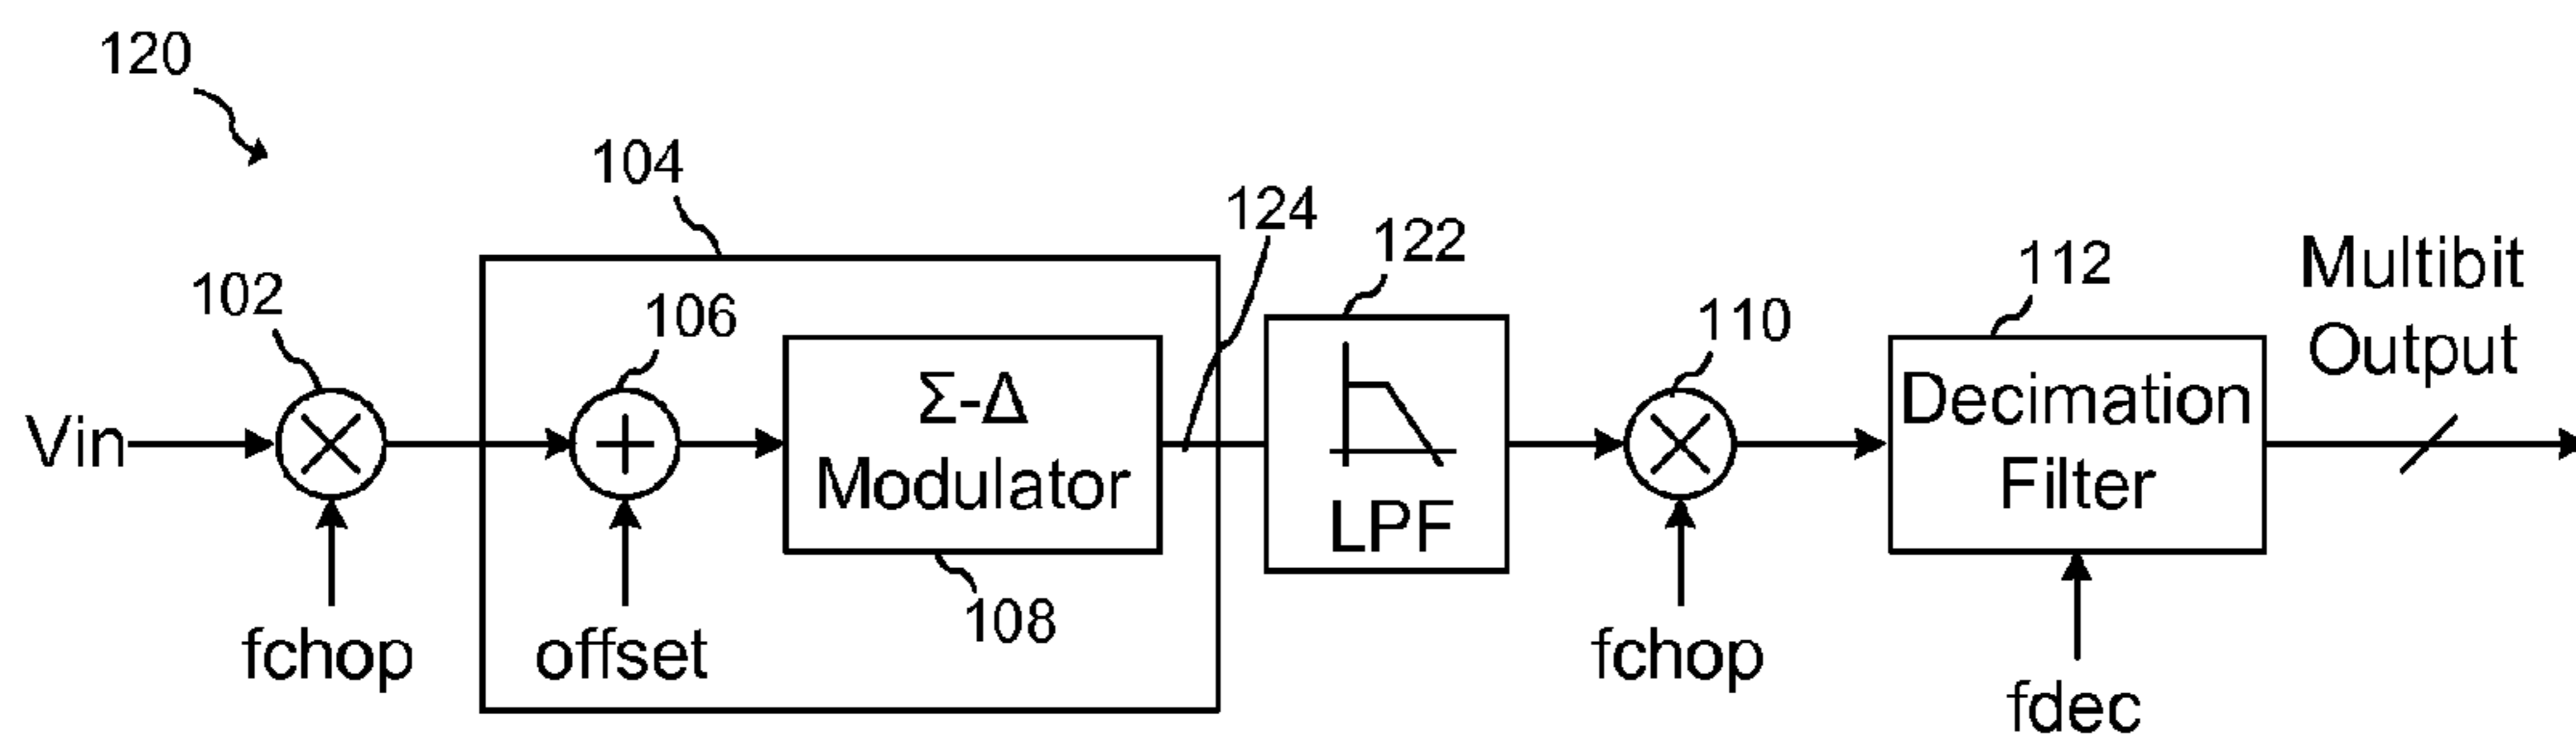 120
104
124
122
112
Multibit
Output
102
106
110
Vin
Σ-Δ
Modulator
LPF
Decimation
Filter
108
fchop
offset
fchop
fdec